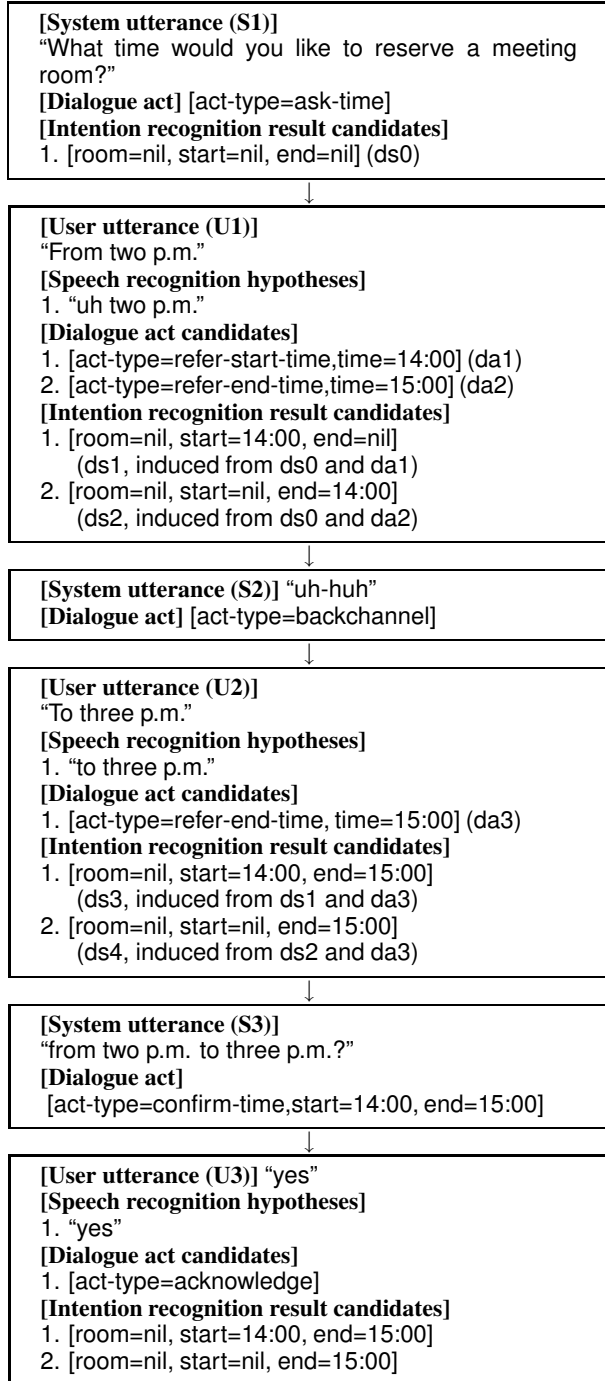 [System utterance (S1)]
“What time would you like to reserve a meeting
room?”
[Dialogue act] [act-type=ask-time]
[Intention recognition result candidates]
1. [room=nil, start=nil, end=nil] (ds0)
↓
[User utterance (U1)]
“From two p.m.”
[Speech recognition hypotheses]
1. “uh two p.m.”
[Dialogue act candidates]
1. [act-type=refer-start-time,time=14:00] (da1)
2. [act-type=refer-end-time,time=15:00] (da2)
[Intention recognition result candidates]
1. [room=nil, start=14:00, end=nil]
(ds1, induced from ds0 and da1)
2. [room=nil, start=nil, end=14:00]
(ds2, induced from ds0 and da2)
↓
[System utterance (S2)] “uh-huh”
[Dialogue act] [act-type=backchannel]
↓
[User utterance (U2)]
“To three p.m.”
[Speech recognition hypotheses]
1. “to three p.m.”
[Dialogue act candidates]
1. [act-type=refer-end-time, time=15:00] (da3)
[Intention recognition result candidates]
1. [room=nil, start=14:00, end=15:00]
(ds3, induced from ds1 and da3)
2. [room=nil, start=nil, end=15:00]
(ds4, induced from ds2 and da3)
↓
[System utterance (S3)]
“from two p.m. to three p.m.?”
[Dialogue act]
[act-type=confirm-time,start=14:00, end=15:00]
↓
[User utterance (U3)] “yes”
[Speech recognition hypotheses]
1. “yes”
[Dialogue act candidates]
1. [act-type=acknowledge]
[Intention recognition result candidates]
1. [room=nil, start=14:00, end=15:00]
2. [room=nil, start=nil, end=15:00]